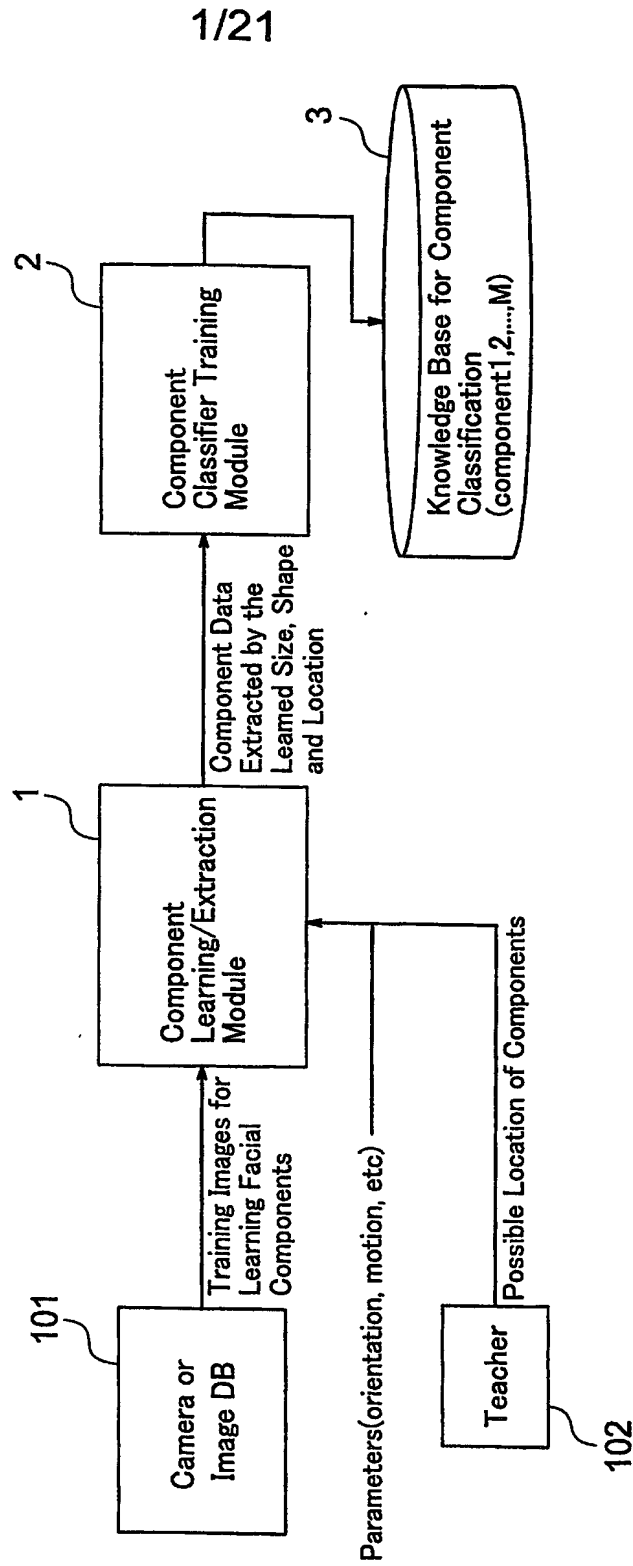 1/21
101
Camera or
Image DB
Training Images for
Learning Facial
Components
1
Component
Learning/Extraction
Module
Component Data
Extracted by the
Learned Size, Shape
and Location
2
Component
Classifier Training
Module
3
Knowledge Base for Component
Classification
(component1,2,...,M)
Parameters(orientation, motion, etc)
Teacher
102
Possible Location of Components